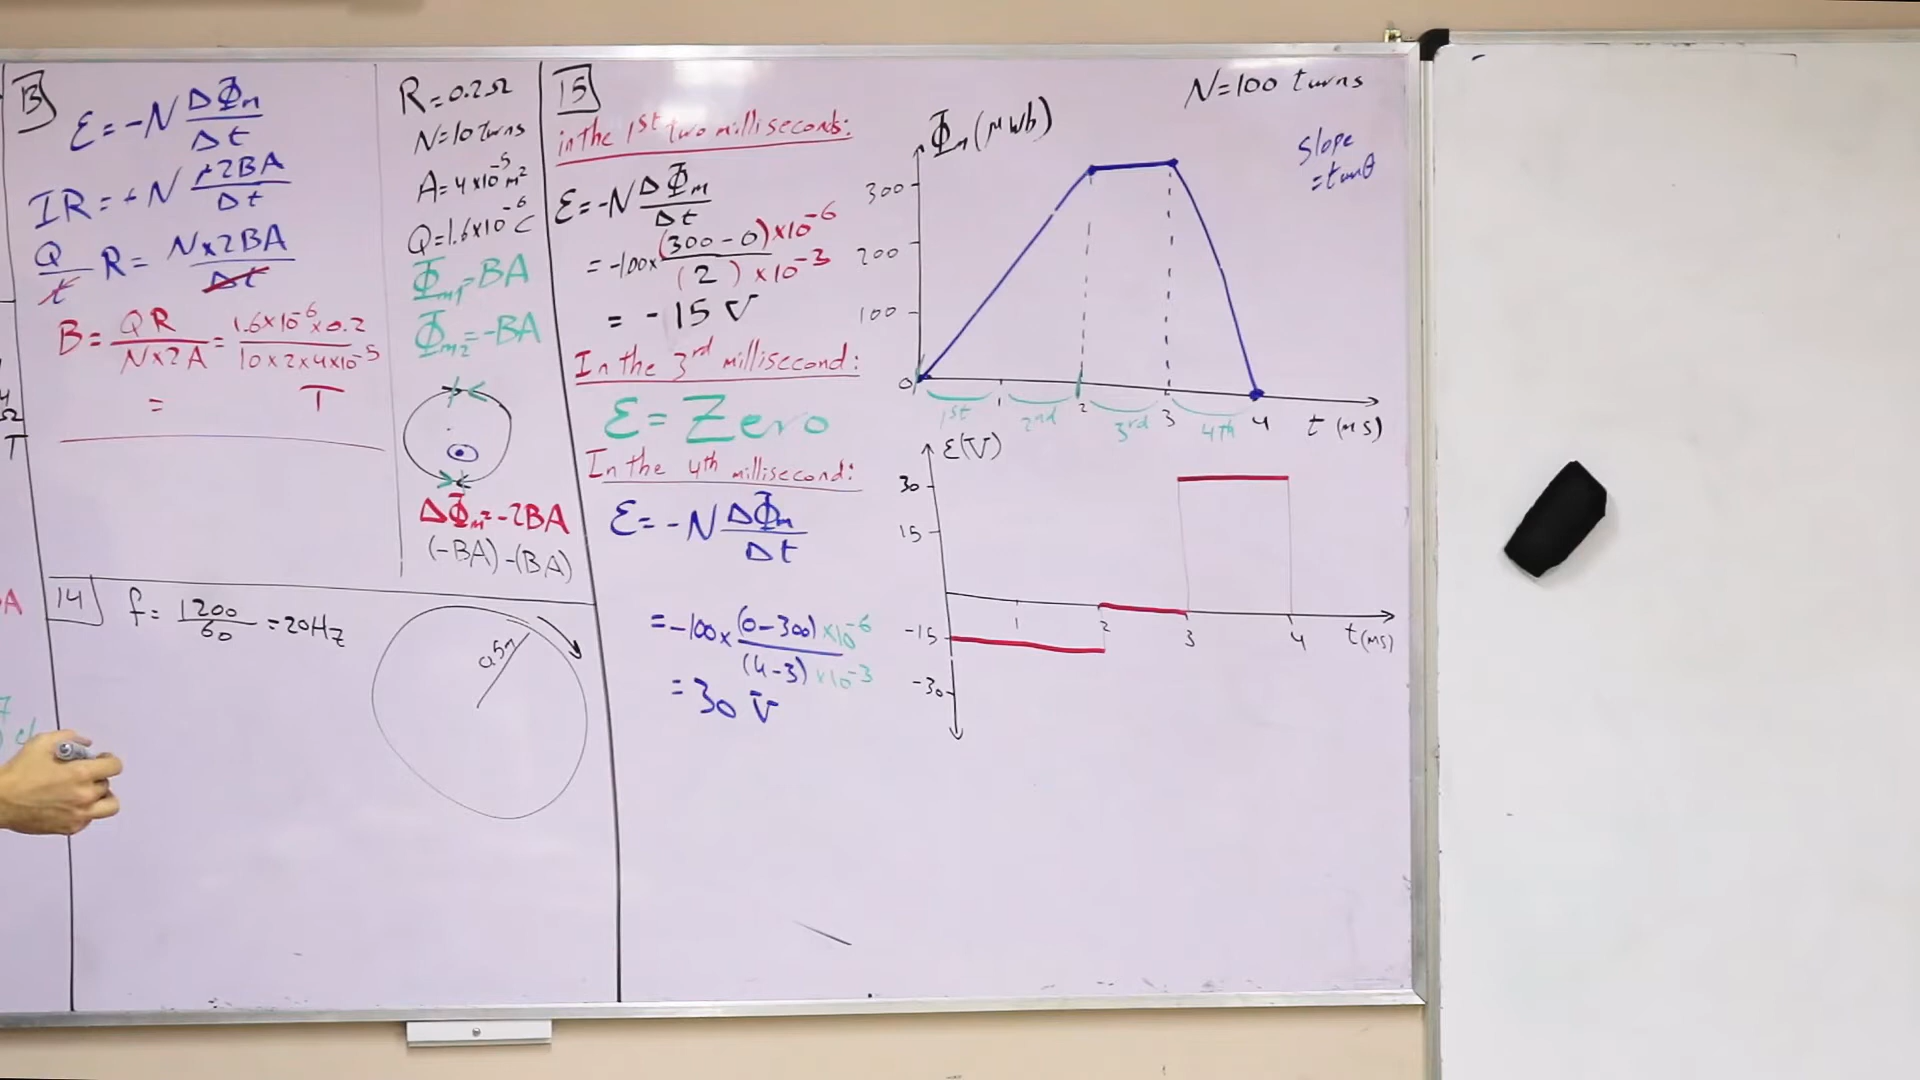 13
ε = -N ΔΦm / Δt
IR = +N +2BA / Δt
Q / t R = N×2BA / Δt
B = QR / N×2A = 1.6×10⁻⁶×0.2 / 10×2×4×10⁻⁵
= T
R = 0.2Ω
N = 10 turns
A = 4×10⁻⁵ m²
Q = 1.6×10⁻⁶ C
Φm1 = BA
Φm2 = -BA
ΔΦm = -2BA
(-BA) - (BA)
14
f = 1200 / 60 = 20Hz
0.5m
15
in the 1st two milliseconds:
ε = -N ΔΦm / Δt
= -100× (300 - 0)×10⁻⁶ / (2)×10⁻³
= -15 V
In the 3rd millisecond:
ε = Zero
In the 4th millisecond:
ε = -N ΔΦm / Δt
= -100× (0-300)×10⁻⁶ / (4-3)×10⁻³
= 30 V
N = 100 turns
Slope
= tanθ
Φm (μWb)
300
200
100
0
1st 2nd 2 3rd 3 4th 4 t (ms)
ε(V)
30
15
-15
-30
1 2 3 4 t(ms)
A
Ω
T